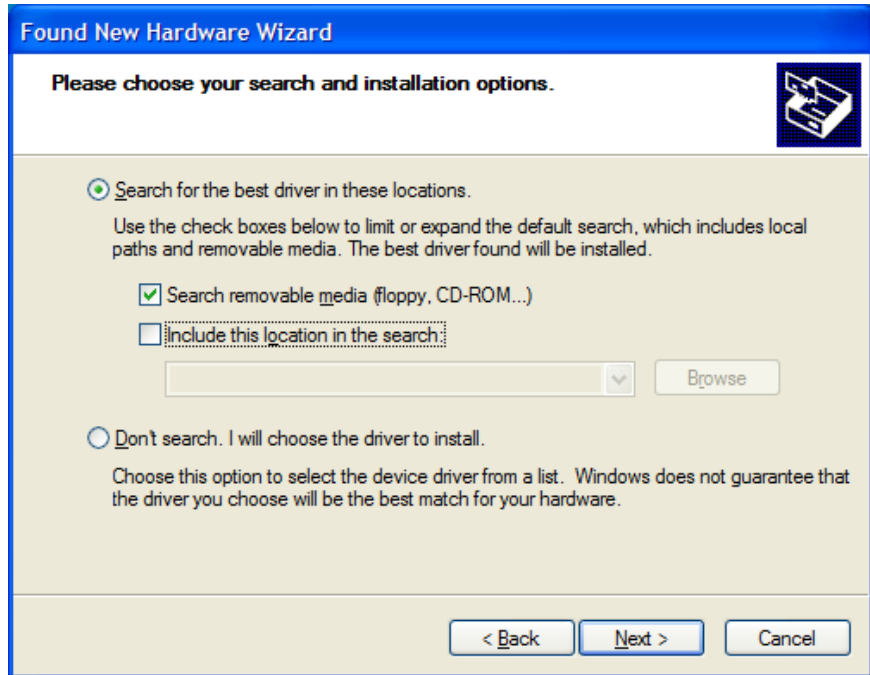 Found New Hardware Wizard
Please choose your search and installation options.
Search for the best driver in these locations.
Use the check boxes below to limit or expand the default search, which includes local
paths and removable media. The best driver found will be installed.
Search removable media (floppy, CD-ROM...)
Include this location in the search:
Browse
Don't search. I will choose the driver to install.
Choose this option to select the device driver from a list. Windows does not guarantee that
the driver you choose will be the best match for your hardware.
< Back Next > Cancel